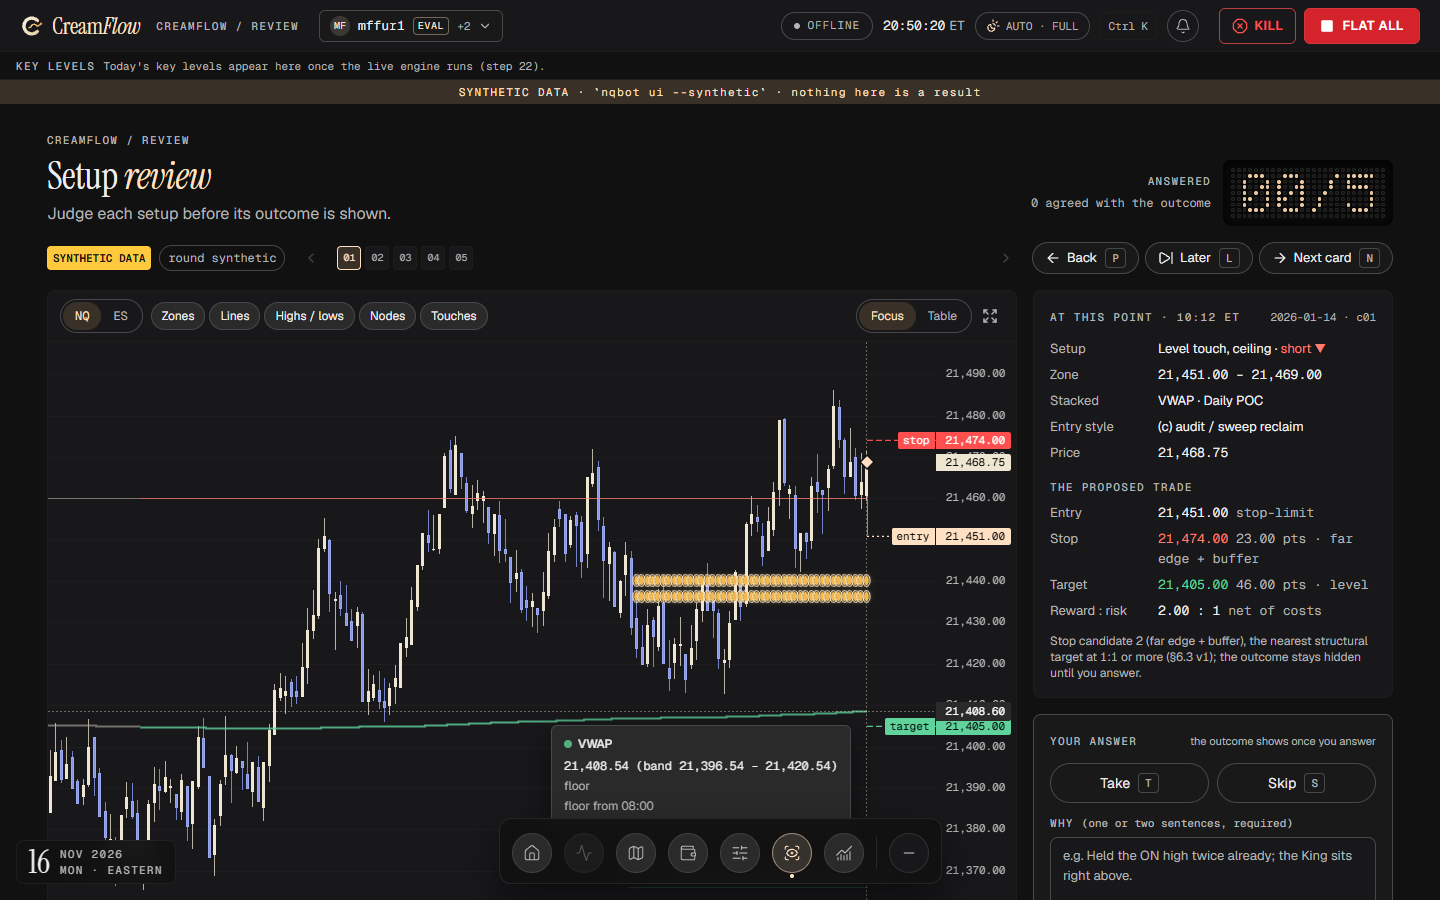 CreamFlow CREAMFLOW / REVIEW MF mffur1 EVAL +2 OFFLINE 20:50:20 ET AUTO · FULL Ctrl K KILL FLAT ALL
KEY LEVELS Today's key levels appear here once the live engine runs (step 22).
SYNTHETIC DATA · `nqbot ui --synthetic` · nothing here is a result
CREAMFLOW / REVIEW
Setup review
Judge each setup before its outcome is shown.
ANSWERED
0 agreed with the outcome
00/5
SYNTHETIC DATA round synthetic 01 02 03 04 05
Back P Later L Next card N
NQ ES Zones Lines Highs / lows Nodes Touches Focus Table
21,490.00
21,480.00
stop 21,474.00
21,468.75
21,460.00
entry 21,451.00
21,440.00
21,430.00
21,420.00
21,408.60
target 21,405.00
21,400.00
21,390.00
21,380.00
21,370.00
VWAP
21,408.54 (band 21,396.54 – 21,420.54)
floor
floor from 08:00
16 NOV 2026
MON · EASTERN
AT THIS POINT · 10:12 ET 2026-01-14 · c01
Setup Level touch, ceiling · short ▼
Zone 21,451.00 – 21,469.00
Stacked VWAP · Daily POC
Entry style (c) audit / sweep reclaim
Price 21,468.75
THE PROPOSED TRADE
Entry 21,451.00 stop-limit
Stop 21,474.00 23.00 pts · far
edge + buffer
Target 21,405.00 46.00 pts · level
Reward : risk 2.00 : 1 net of costs
Stop candidate 2 (far edge + buffer), the nearest structural
target at 1:1 or more (§6.3 v1); the outcome stays hidden
until you answer.
YOUR ANSWER the outcome shows once you answer
Take T Skip S
WHY (one or two sentences, required)
e.g. Held the ON high twice already; the King sits
right above.